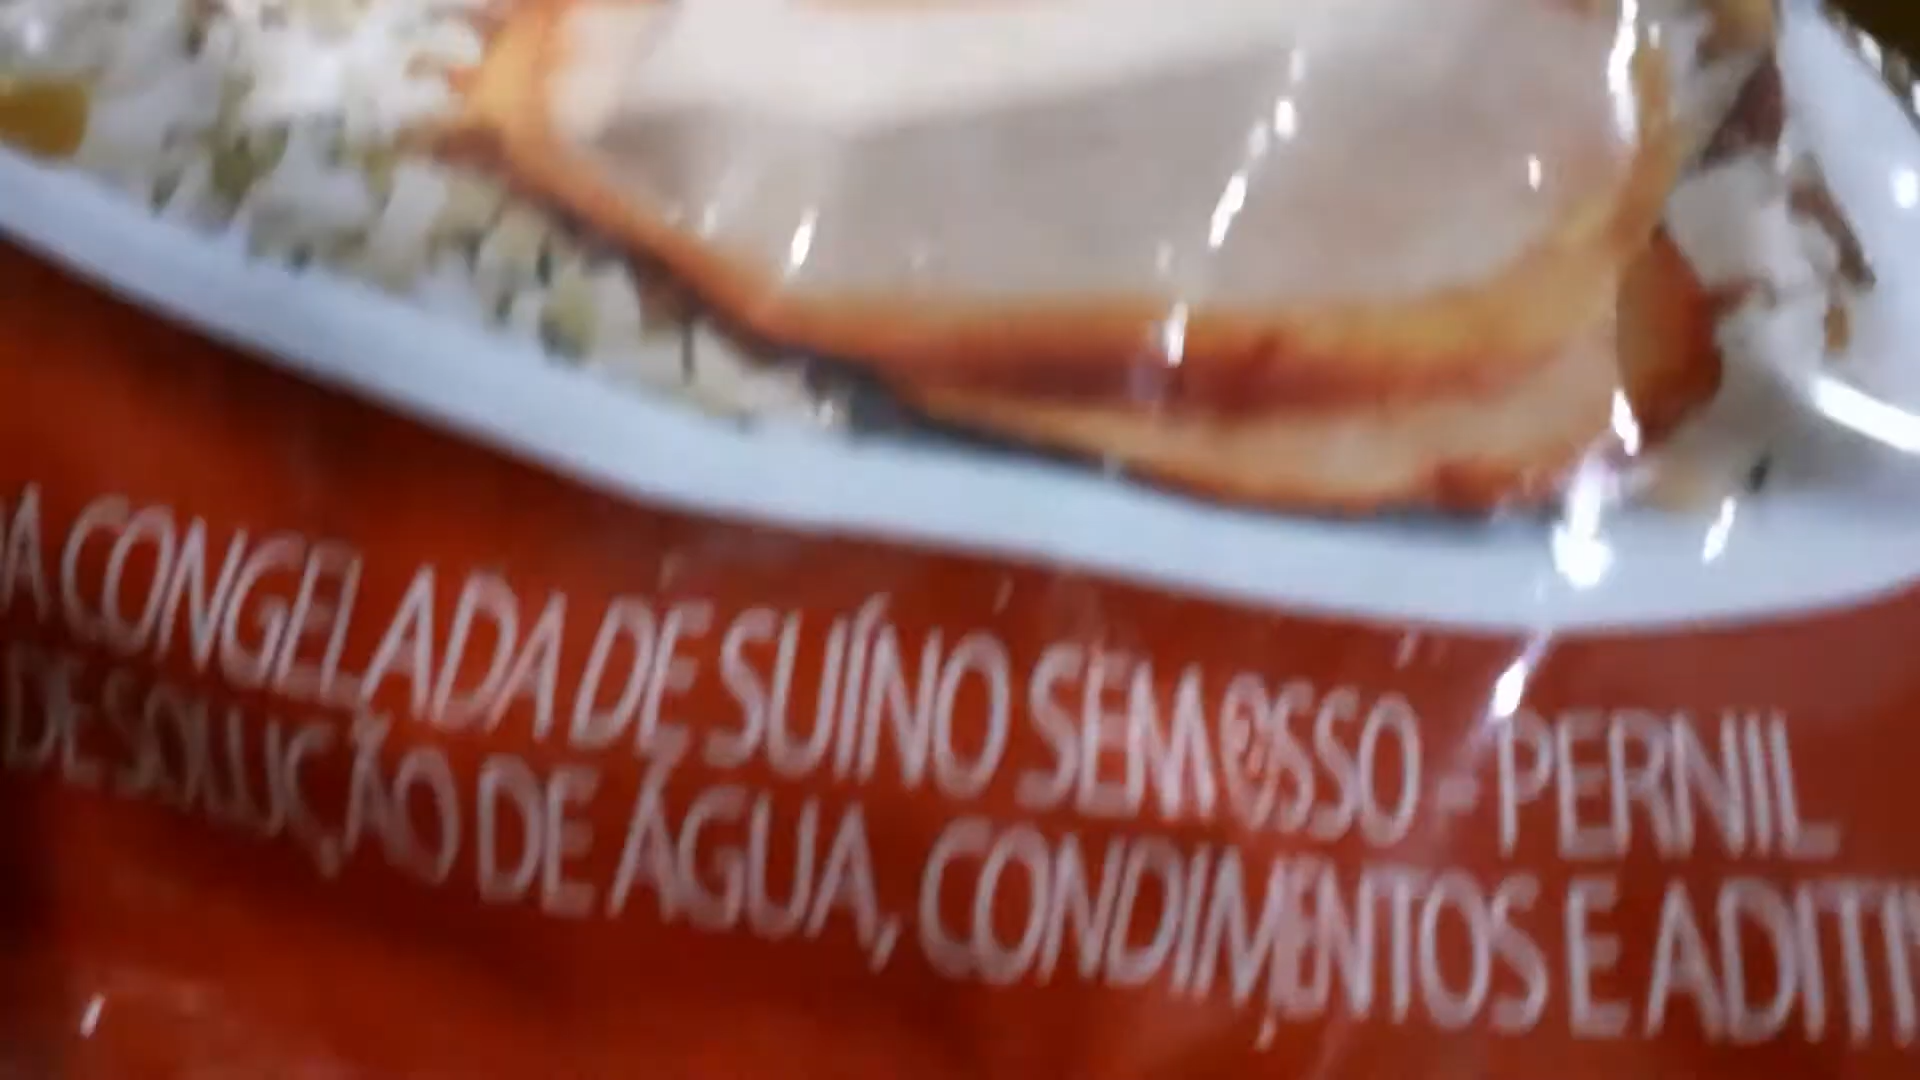 CONGELADA DE SUÍNO SEM OSSO - PERNIL
DE SOLUÇÃO DE ÁGUA, CONDIMENTOS E